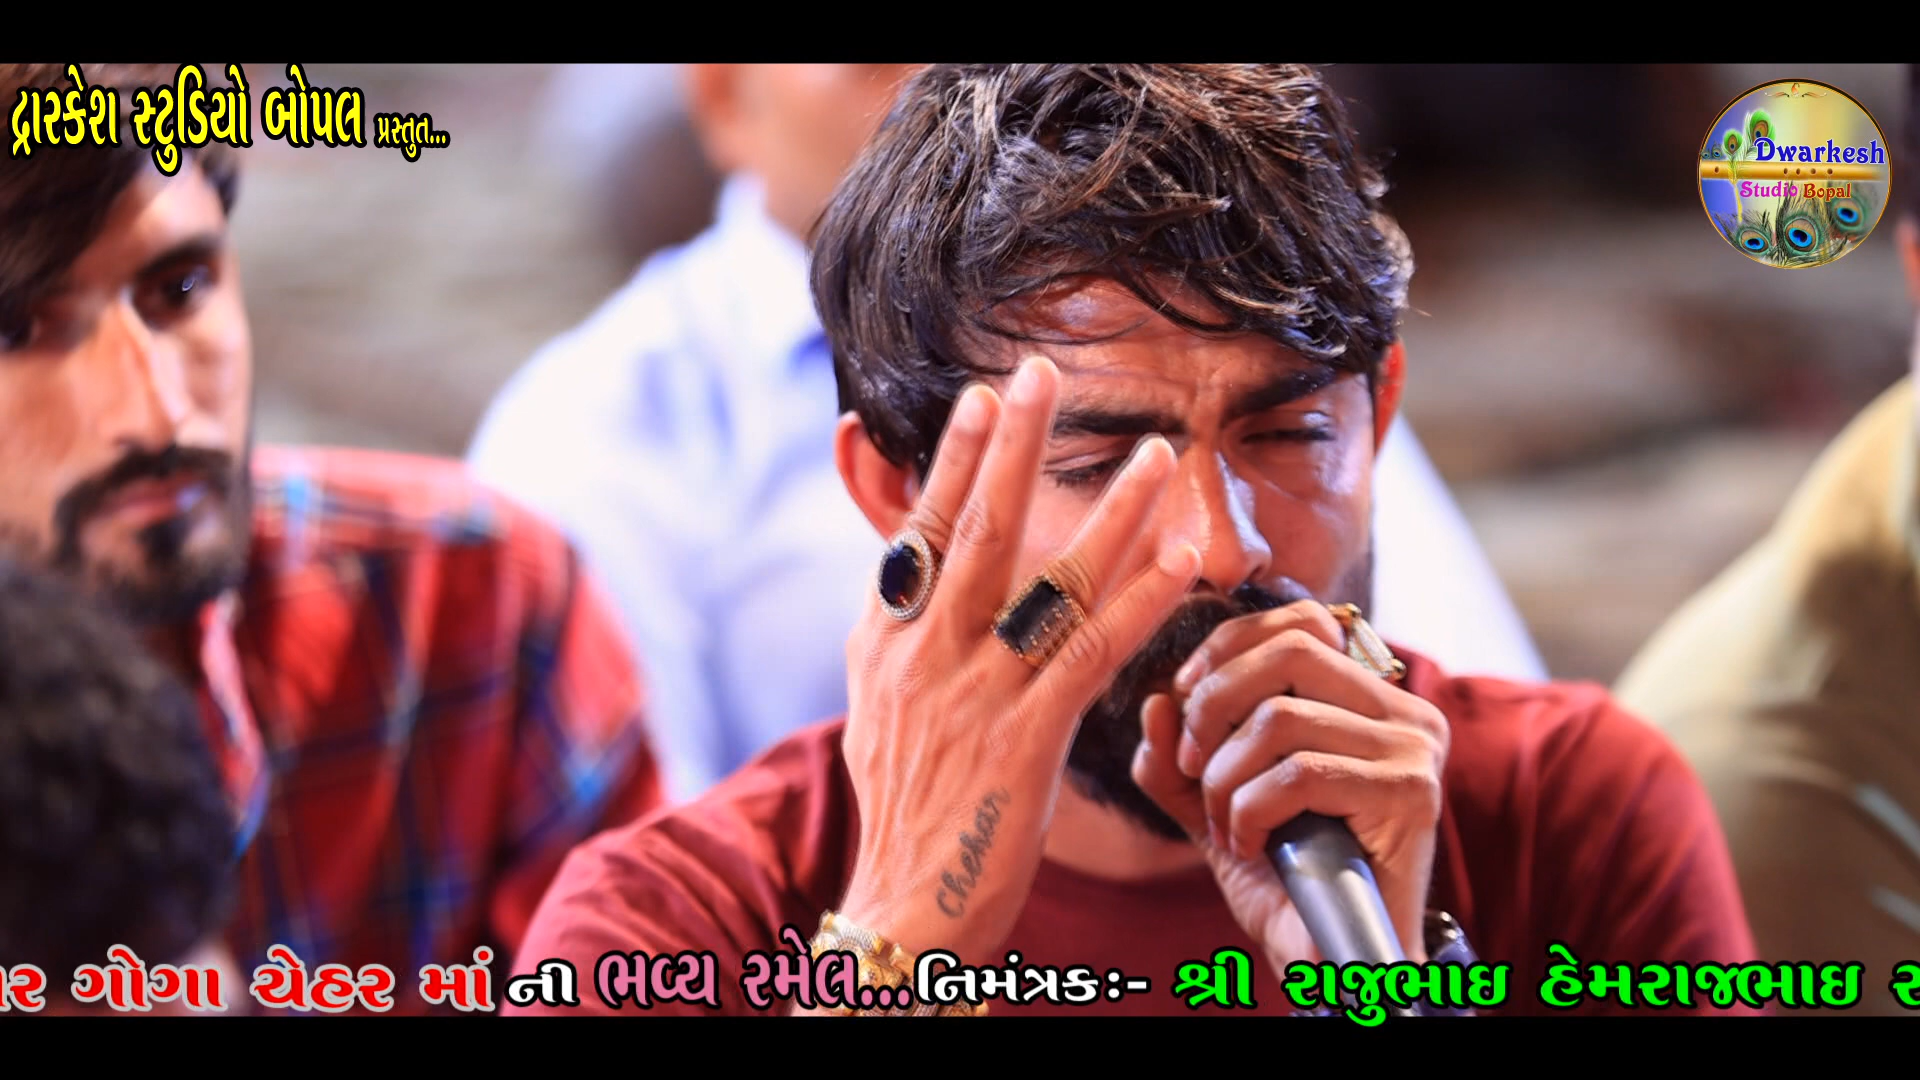 દ્વારકેશ સ્ટુડિયો બોપલ પ્રસ્તુત...
Dwarkesh
Studio Bopal
Chehar
ગોગા ચેહર માં ની ભવ્ય રમેલ...નિમંત્રક:- શ્રી રાજુભાઇ હેમરાજભાઇ